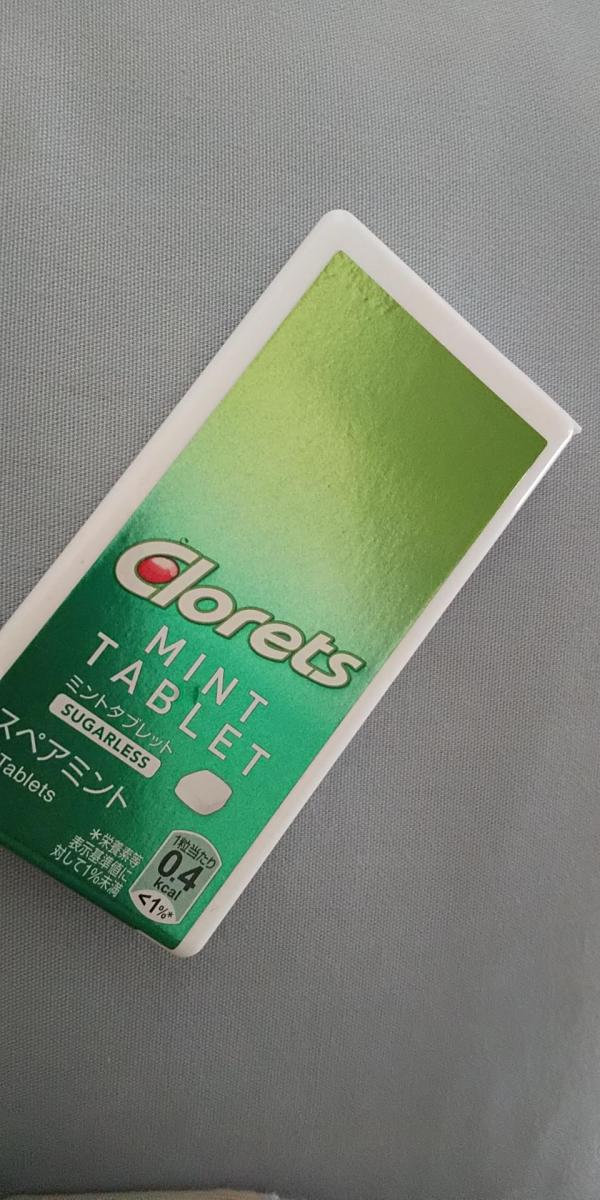 Clorets
MINT
TABLET
ミントタブレット
SUGARLESS
スペアミント
Tablets
*栄養素等
表示基準値に
対して1%未満
1粒当たり
0.4
kcal
<1%*